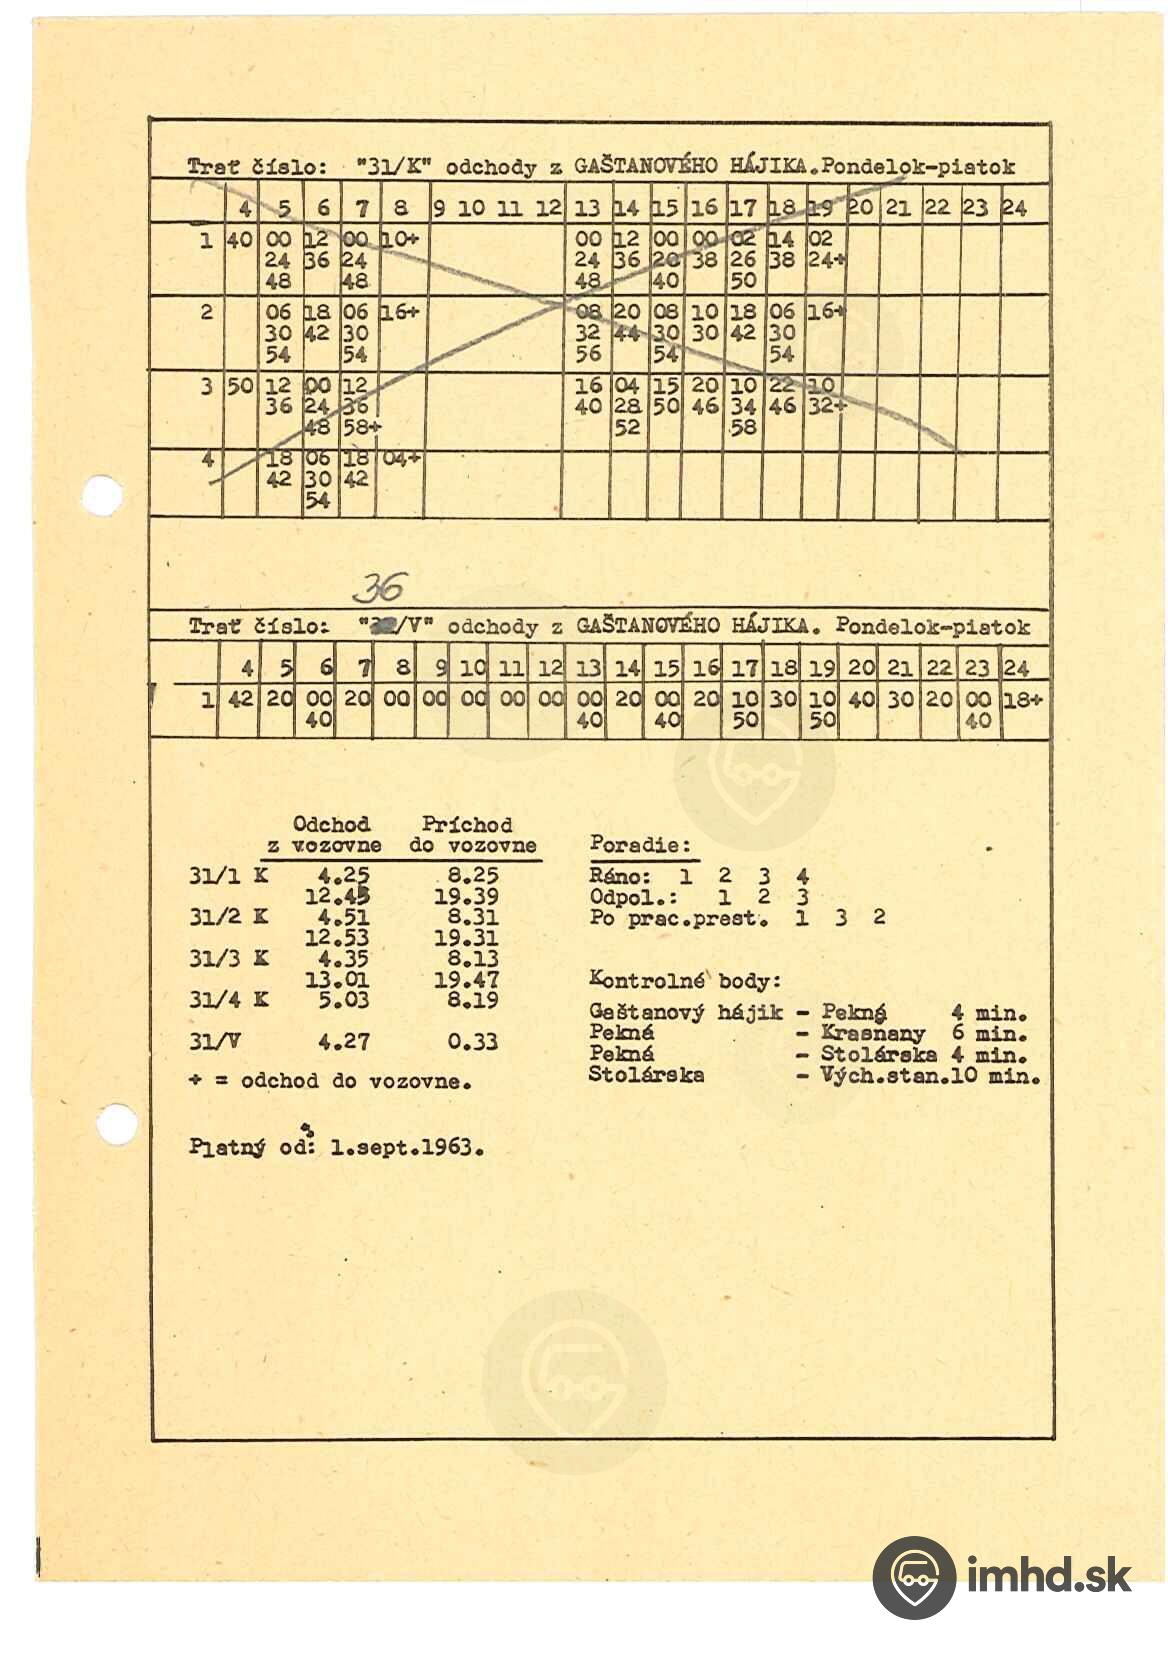 Trať číslo: "31/K" odchody z GAŠTANOVÉHO HÁJIKA.Pondelok-piatok
4 5 6 7 8 9 10 11 12 13 14 15 16 17 18 19 20 21 22 23 24
1 40 00 12 00 10+ 00 12 00 00 02 14 02
24 36 24 24 36 20 38 26 38 24+
48 48 48 40 50
2 06 18 06 16+ 08 20 08 10 18 06 16+
30 42 30 32 44 30 30 42 30
54 54 56 54 54
3 50 12 00 12 16 04 15 20 10 22 10
36 24 36 40 28 50 46 34 46 32+
48 58+ 52 58
4 18 06 18 04+
42 30 42
54
36
Trať číslo: "/V" odchody z GAŠTANOVÉHO HÁJIKA. Pondelok-piatok
4 5 6 7 8 9 10 11 12 13 14 15 16 17 18 19 20 21 22 23 24
1 42 20 00 20 00 00 00 00 00 00 20 00 20 10 30 10 40 30 20 00 18+
40 40 40 50 50 40
Odchod Príchod
z vozovne do vozovne
31/1 K 4.25 8.25
12.45 19.39
31/2 K 4.51 8.31
12.53 19.31
31/3 K 4.35 8.13
13.01 19.47
31/4 K 5.03 8.19
31/V 4.27 0.33
+ = odchod do vozovne.
Platný od: 1.sept.1963.
Poradie:
Ráno: 1 2 3 4
Odpol.: 1 2 3
Po prac.prest. 1 3 2
Kontrolné body:
Gaštanový hájik - Pekná 4 min.
Pekná - Krasnany 6 min.
Pekná - Stolárska 4 min.
Stolárska - Vých.stan.10 min.
imhd.sk